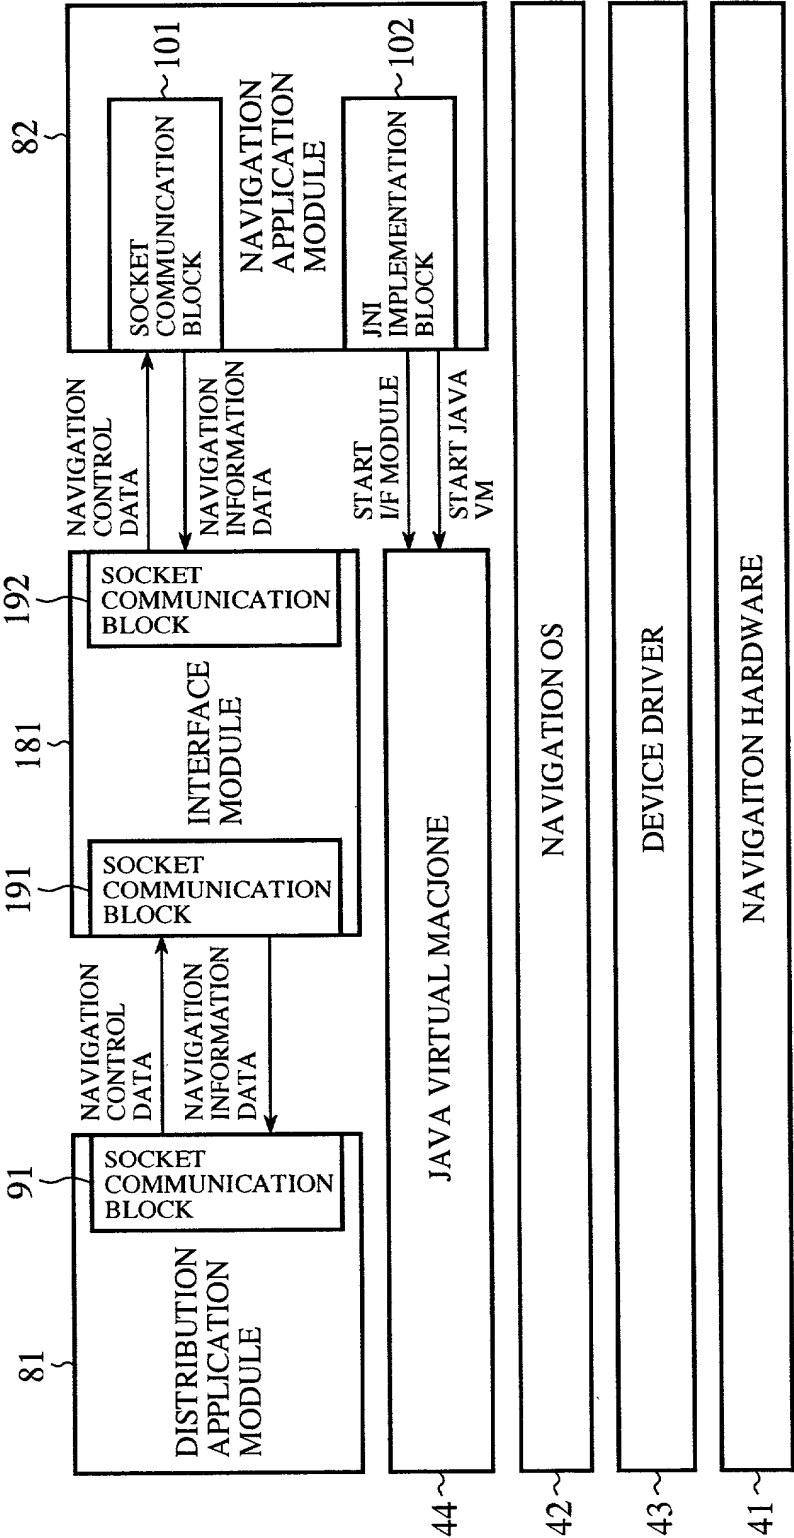 81
DISTRIBUTION
APPLICATION
MODULE
91
SOCKET
COMMUNICATION
BLOCK
NAVIGATION
CONTROL
DATA
NAVIGATION
INFORMATION
DATA
181
INTERFACE
MODULE
191
SOCKET
COMMUNICATION
BLOCK
192
SOCKET
COMMUNICATION
BLOCK
NAVIGATION
CONTROL
DATA
NAVIGATION
INFORMATION
DATA
82
SOCKET
COMMUNICATION
BLOCK
101
NAVIGATION
APPLICATION
MODULE
JNI
IMPLEMENTATION
BLOCK
102
START
I/F MODULE
START JAVA
VM
44
JAVA VIRTUAL MACJONE
42
NAVIGATION OS
43
DEVICE DRIVER
41
NAVIGAITON HARDWARE